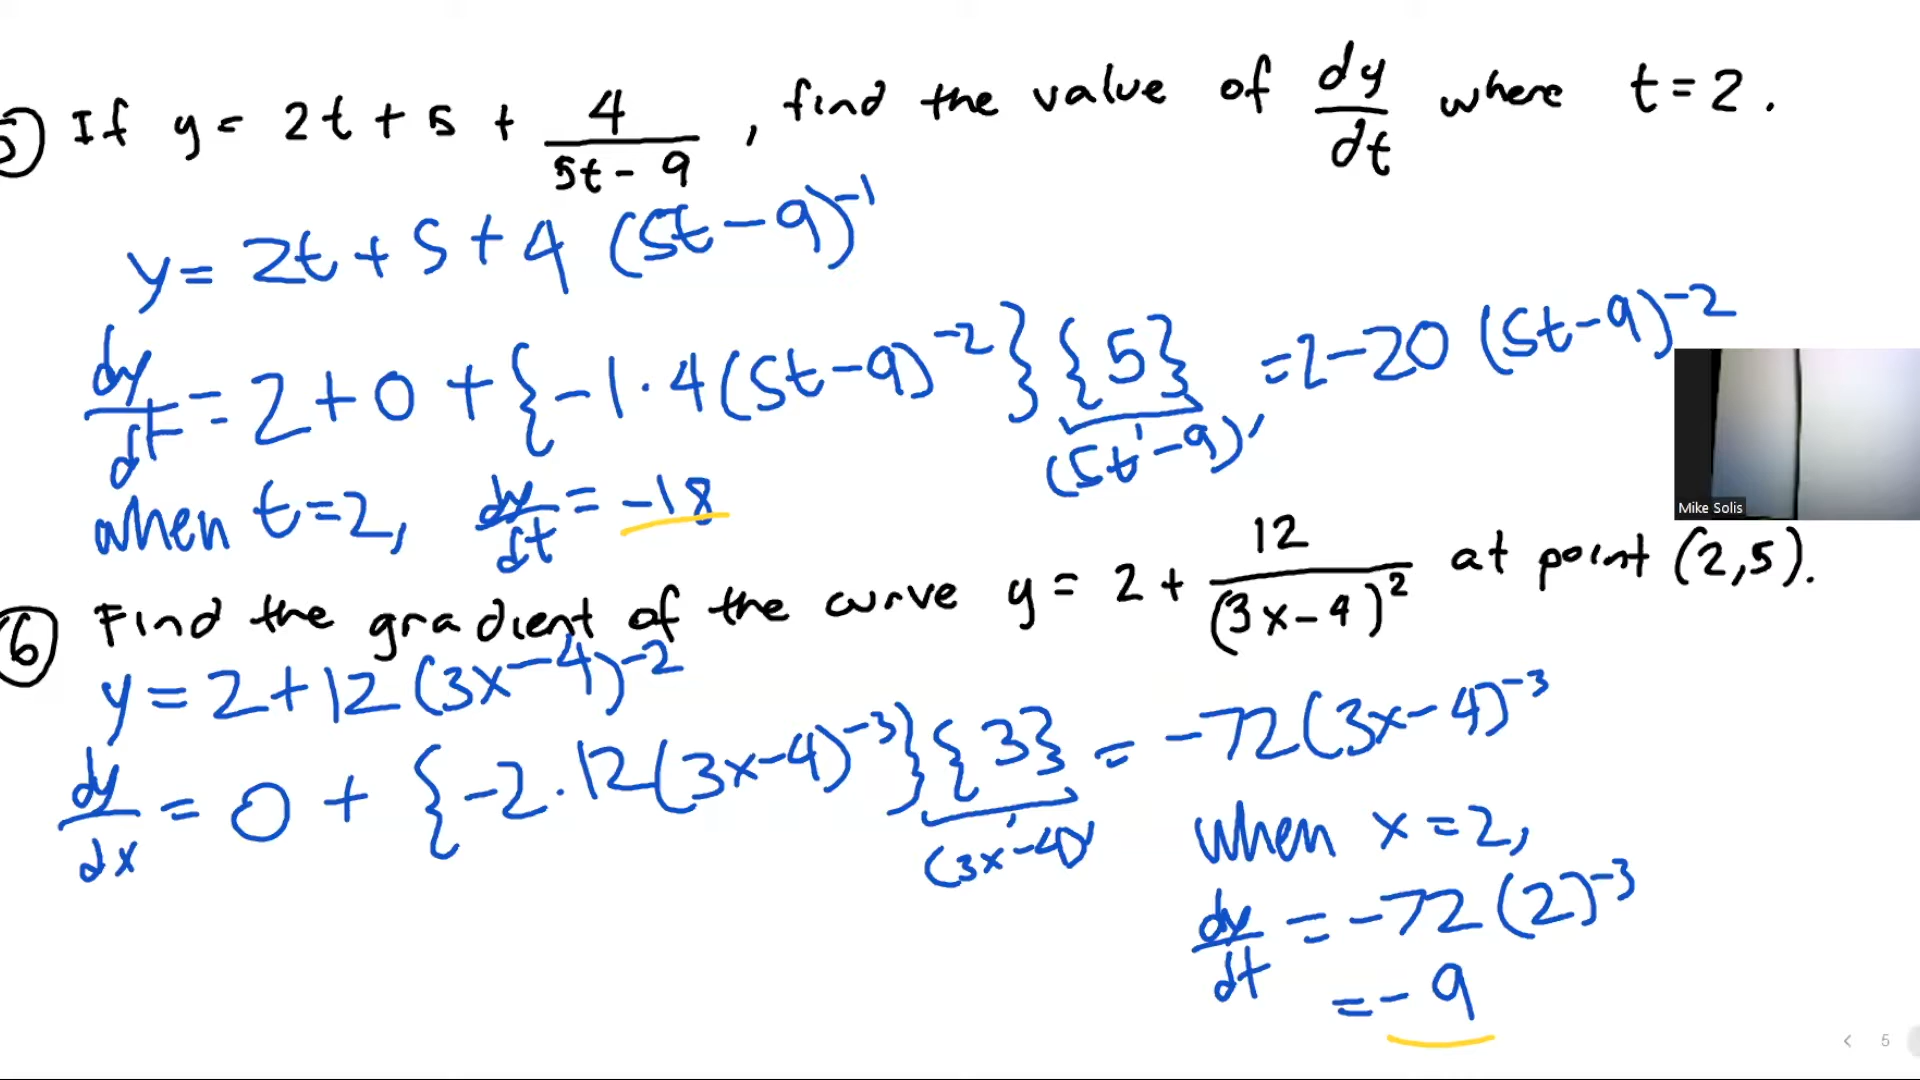 5) If y = 2t + 5 + 4/(5t - 9), find the value of dy/dt where t = 2.
y = 2t + 5 + 4 (5t - 9)^-1
dy/dt = 2 + 0 + {-1 · 4 (5t - 9)^-2} {5} = 2 - 20 (5t - 9)^-2
(5t' - 9)'
when t = 2, dy/dt = -18
Mike Solis
6 Find the gradient of the curve y = 2 + 12/(3x - 4)^2 at point (2,5).
y = 2 + 12 (3x - 4)^-2
dy/dx = 0 + {-2 · 12 (3x - 4)^-3} {3} = -72 (3x - 4)^-3
(3x' - 4)'
when x = 2,
dy/dt = -72 (2)^-3
= -9
< 5